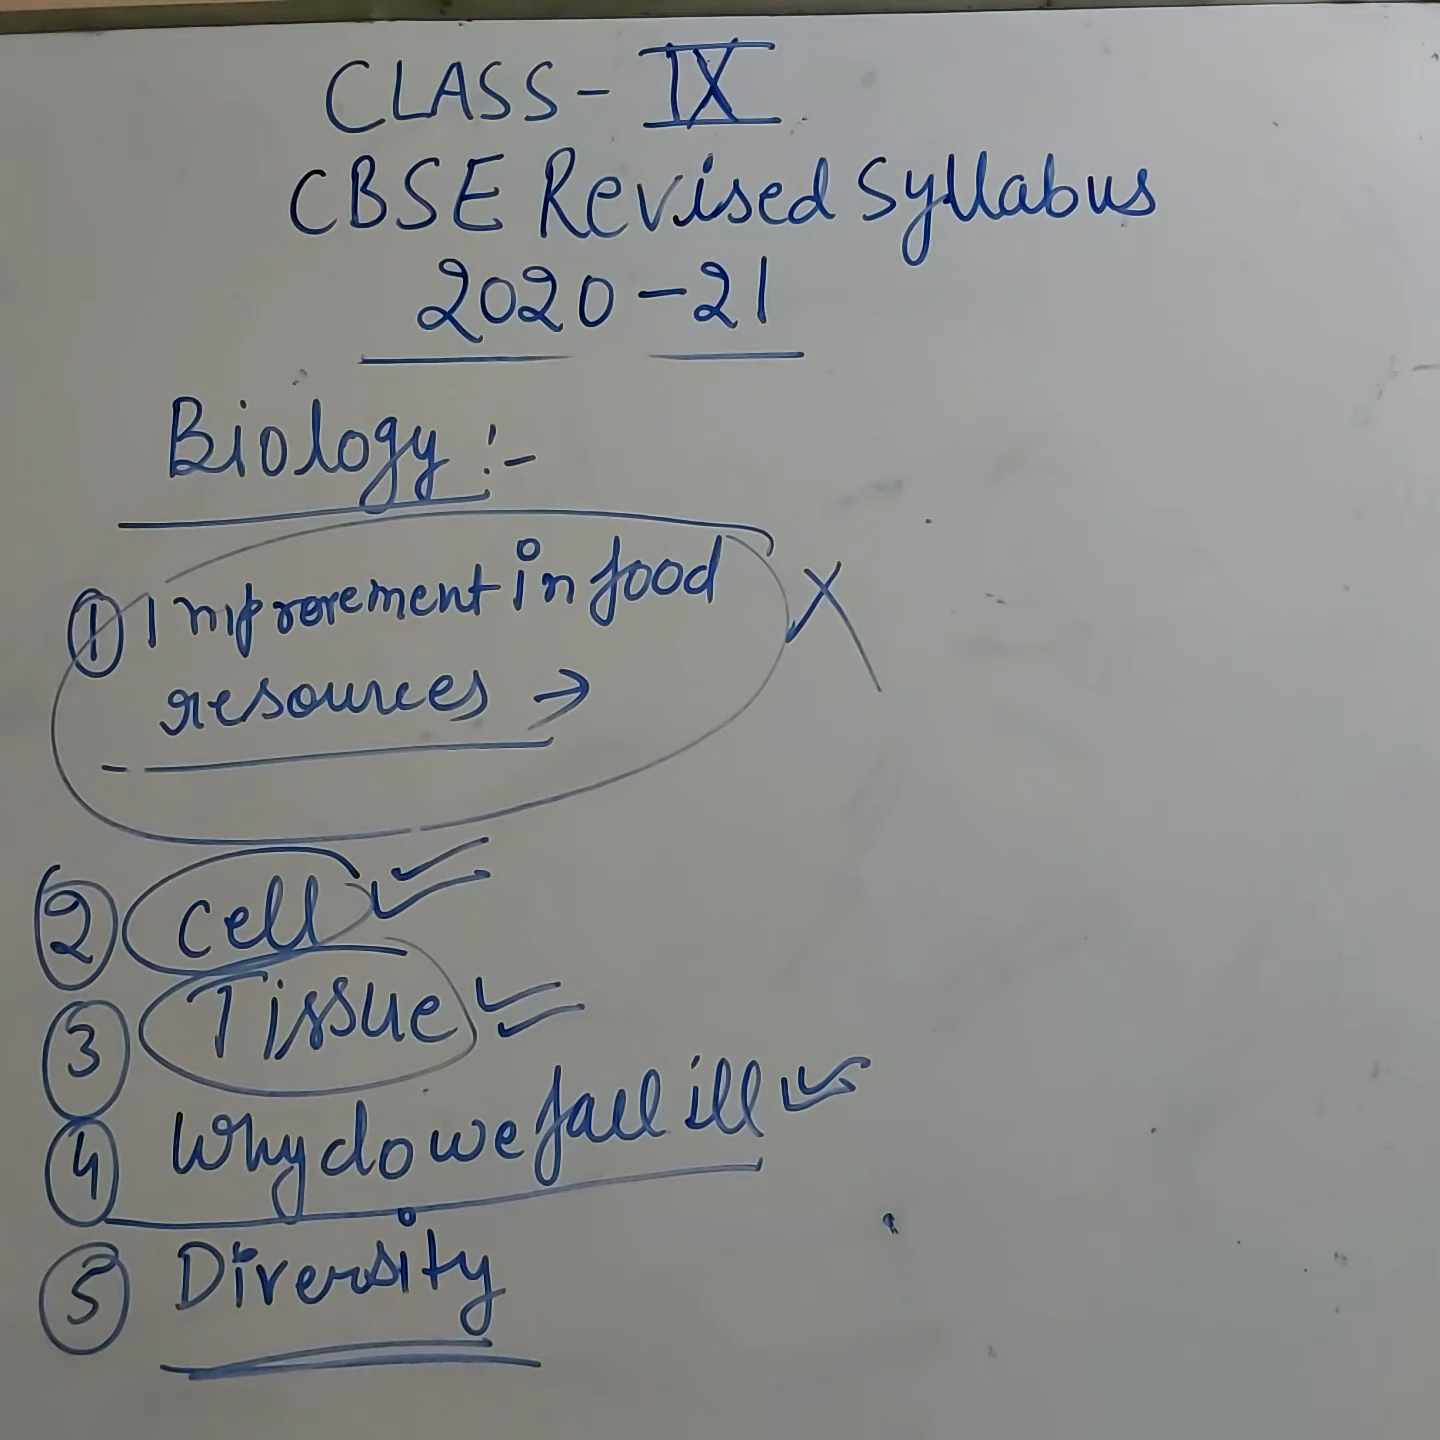 CLASS - IX
CBSE Revised Syllabus
2020 - 21
Biology :-
① Improvement in food
resources →
② Cell
③ Tissue
④ Why do we fall ill
⑤ Diversity